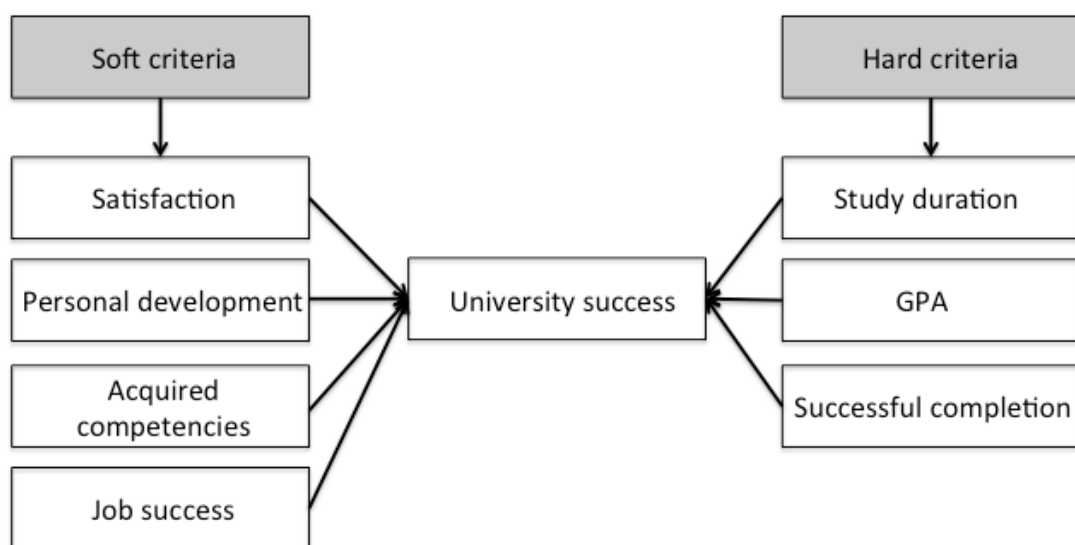 Soft criteria
Satisfaction
Personal development
Acquired
competencies
Job success
University success
Hard criteria
Study duration
GPA
Successful completion